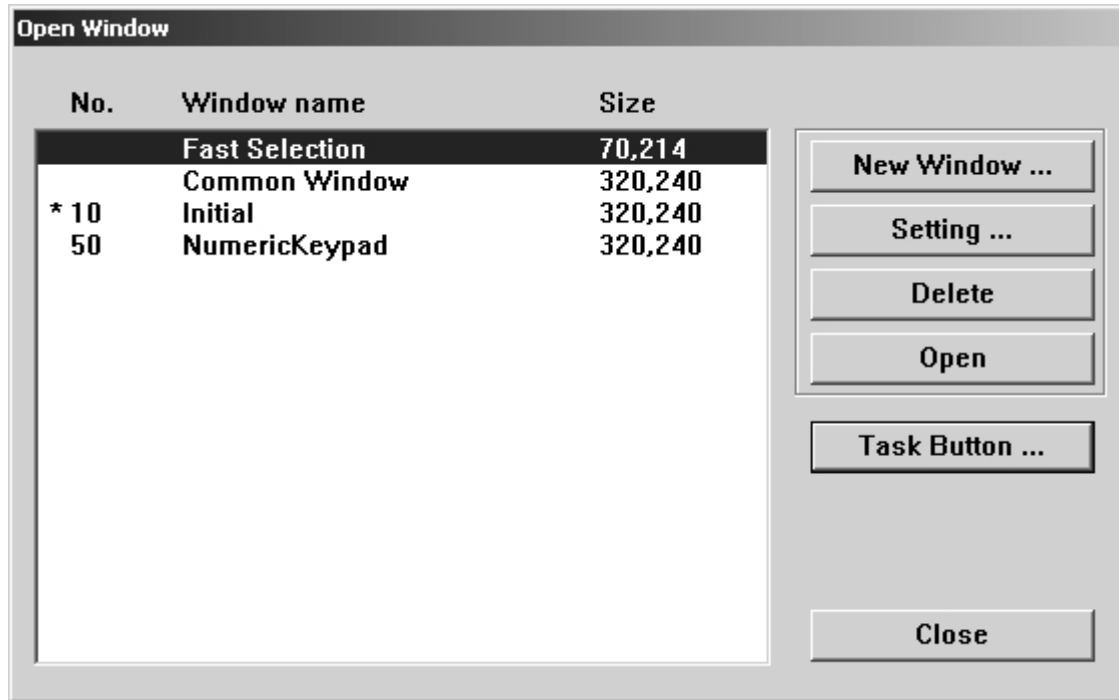 Open Window
No. Window name Size
Fast Selection 70,214
Common Window 320,240
* 10 Initial 320,240
50 NumericKeypad 320,240
New Window ...
Setting ...
Delete
Open
Task Button ...
Close